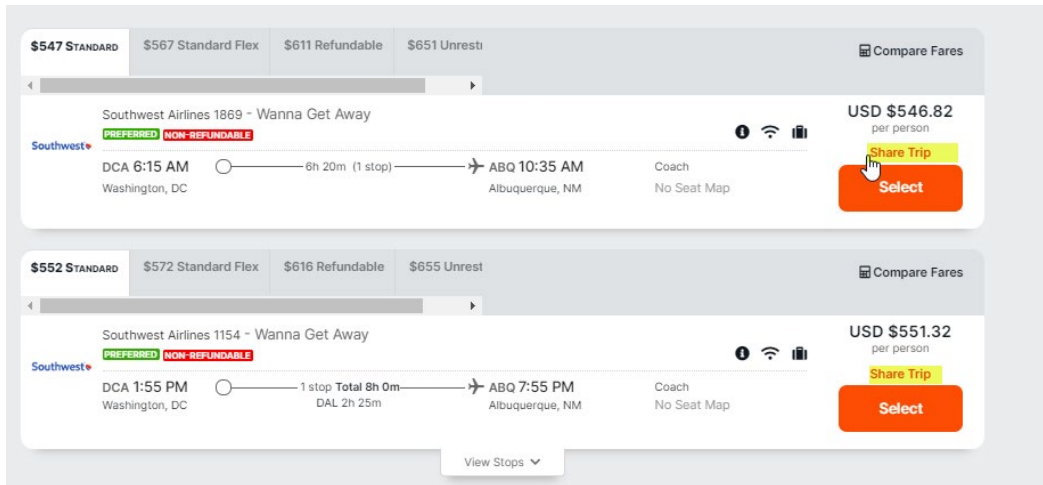 $547 STANDARD $567 Standard Flex $611 Refundable $651 Unrestr Compare Fares
Southwest Airlines 1869 - Wanna Get Away
PREFERRED NON-REFUNDABLE
USD $546.82
per person
Southwest
Share Trip
DCA 6:15 AM 6h 20m (1 stop) ABQ 10:35 AM Coach
Washington, DC Albuquerque, NM No Seat Map
Select
$552 STANDARD $572 Standard Flex $616 Refundable $655 Unrest Compare Fares
Southwest Airlines 1154 - Wanna Get Away
PREFERRED NON-REFUNDABLE
USD $551.32
per person
Southwest
Share Trip
DCA 1:55 PM 1 stop Total 8h 0m ABQ 7:55 PM Coach
Washington, DC DAL 2h 25m Albuquerque, NM No Seat Map
Select
View Stops